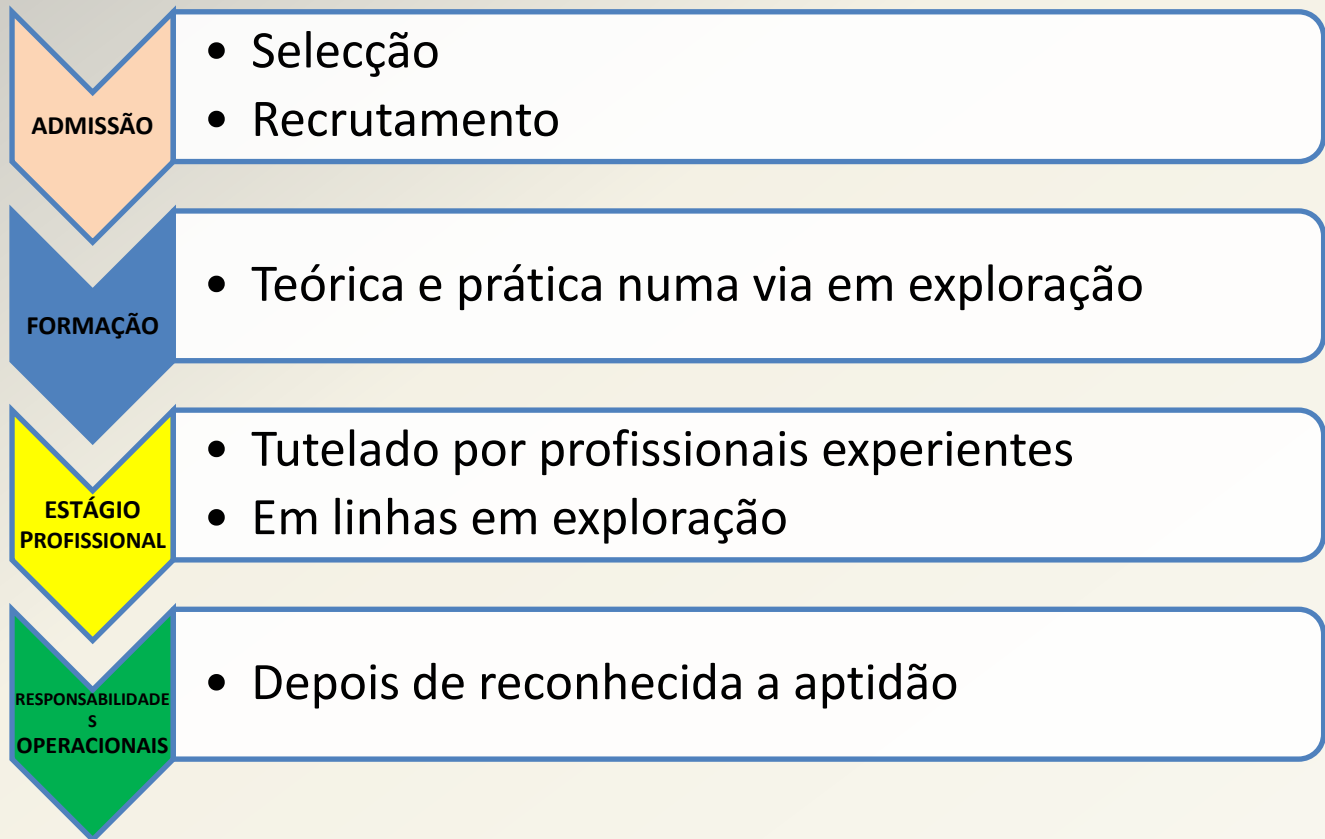 ADMISSÃO
• Selecção
• Recrutamento
FORMAÇÃO
• Teórica e prática numa via em exploração
ESTÁGIO
PROFISSIONAL
• Tutelado por profissionais experientes
• Em linhas em exploração
RESPONSABILIDADE
S
OPERACIONAIS
• Depois de reconhecida a aptidão